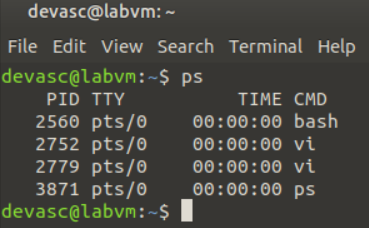 devasc@labvm: ~
File Edit View Search Terminal Help
devasc@labvm:~$ ps
    PID TTY          TIME CMD
   2560 pts/0    00:00:00 bash
   2752 pts/0    00:00:00 vi
   2779 pts/0    00:00:00 vi
   3871 pts/0    00:00:00 ps
devasc@labvm:~$